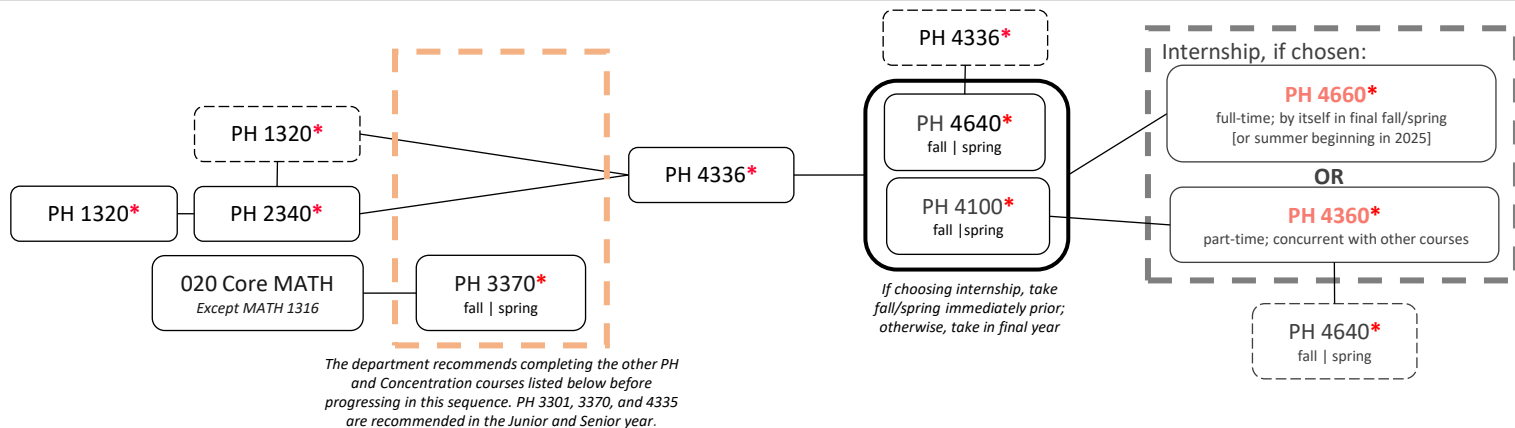 PH 1320*
PH 1320*
PH 2340*
020 Core MATH
Except MATH 1316
PH 3370*
fall | spring
The department recommends completing the other PH
and Concentration courses listed below before
progressing in this sequence. PH 3301, 3370, and 4335
are recommended in the Junior and Senior year.
PH 4336*
PH 4336*
PH 4640*
fall | spring
PH 4100*
fall |spring
If choosing internship, take
fall/spring immediately prior;
otherwise, take in final year
Internship, if chosen:
PH 4660*
full-time; by itself in final fall/spring
[or summer beginning in 2025]
OR
PH 4360*
part-time; concurrent with other courses
PH 4640*
fall | spring